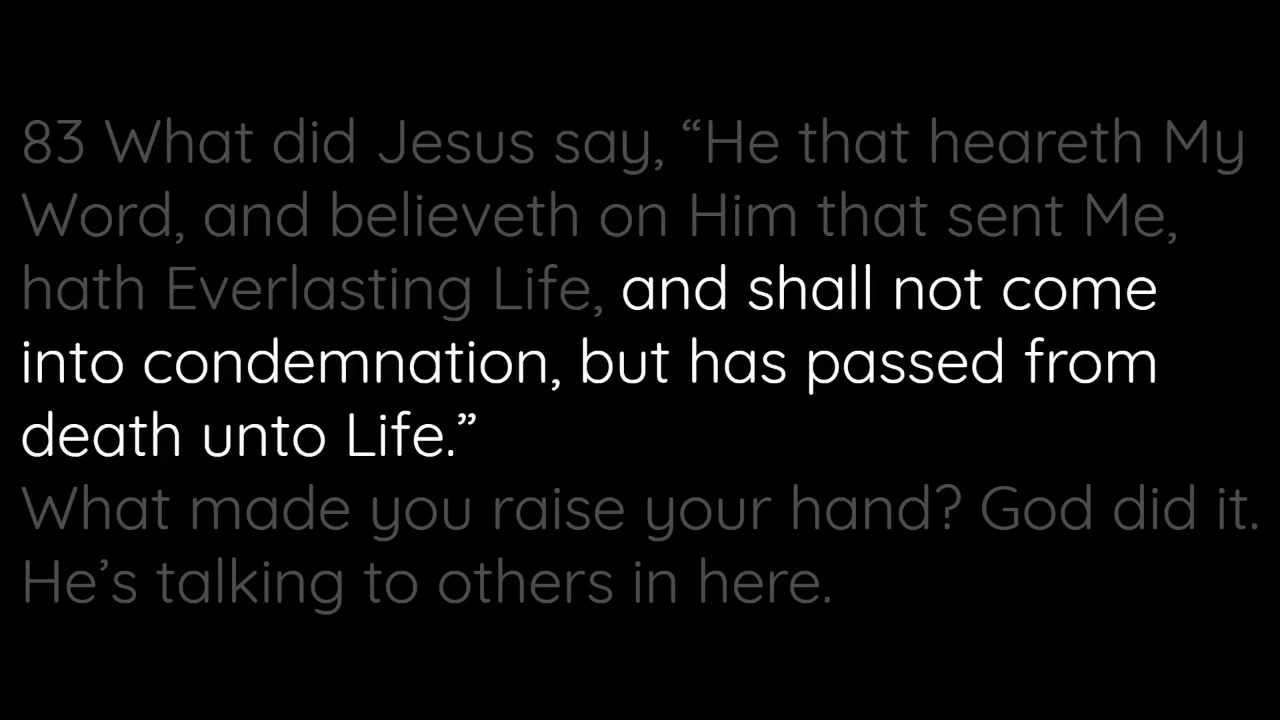 83 What did Jesus say, “He that heareth My
Word, and believeth on Him that sent Me,
hath Everlasting Life, and shall not come
into condemnation, but has passed from
death unto Life.”
What made you raise your hand? God did it.
He’s talking to others in here.